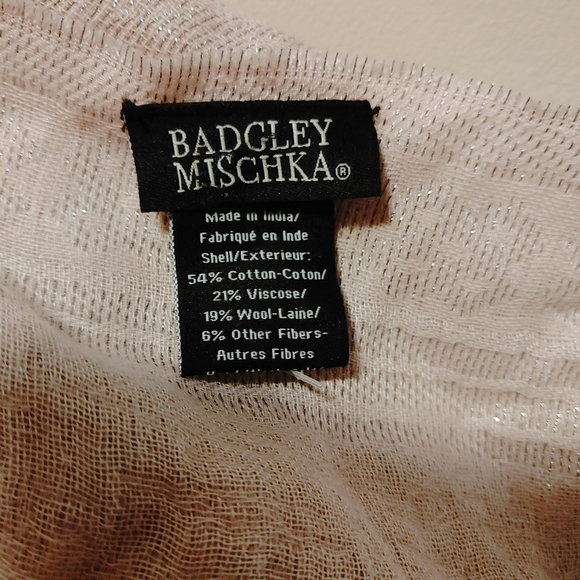 BADGLEY
MISCHKA®
Made in India/
Fabriqué en Inde
Shell/Exterieur:
54% Cotton-Coton/
21% Viscose/
19% Wool-Laine/
6% Other Fibers-
Autres Fibres